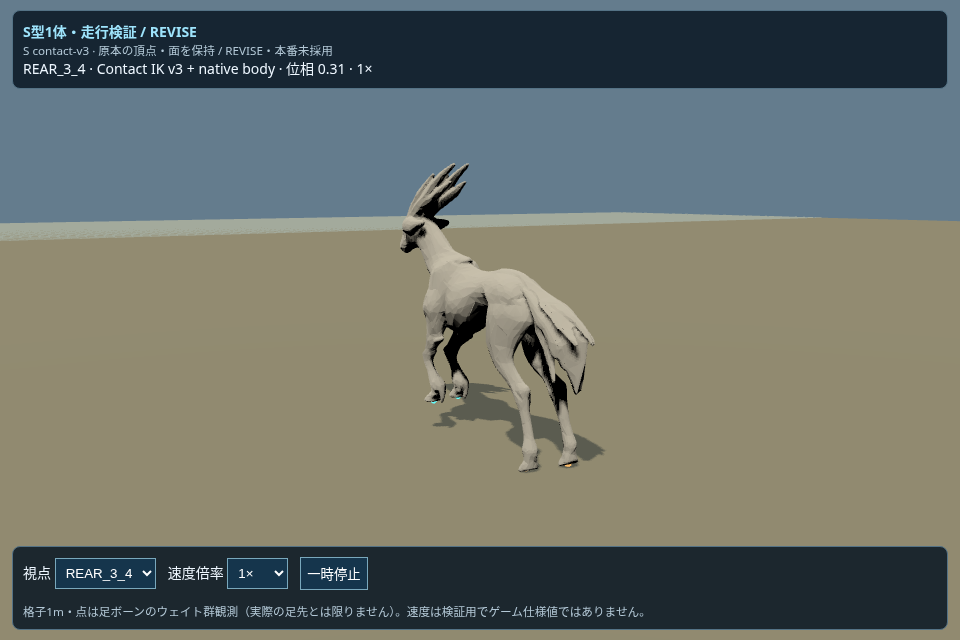 S型1体・走行検証 / REVISE
S contact-v3 · 原本の頂点・面を保持 / REVISE・本番未採用
REAR_3_4 · Contact IK v3 + native body · 位相 0.31 · 1×
視点 REAR_3_4 速度倍率 1× 一時停止
格子1m・点は足ボーンのウェイト群観測（実際の足先とは限りません）。速度は検証用でゲーム仕様値ではありません。